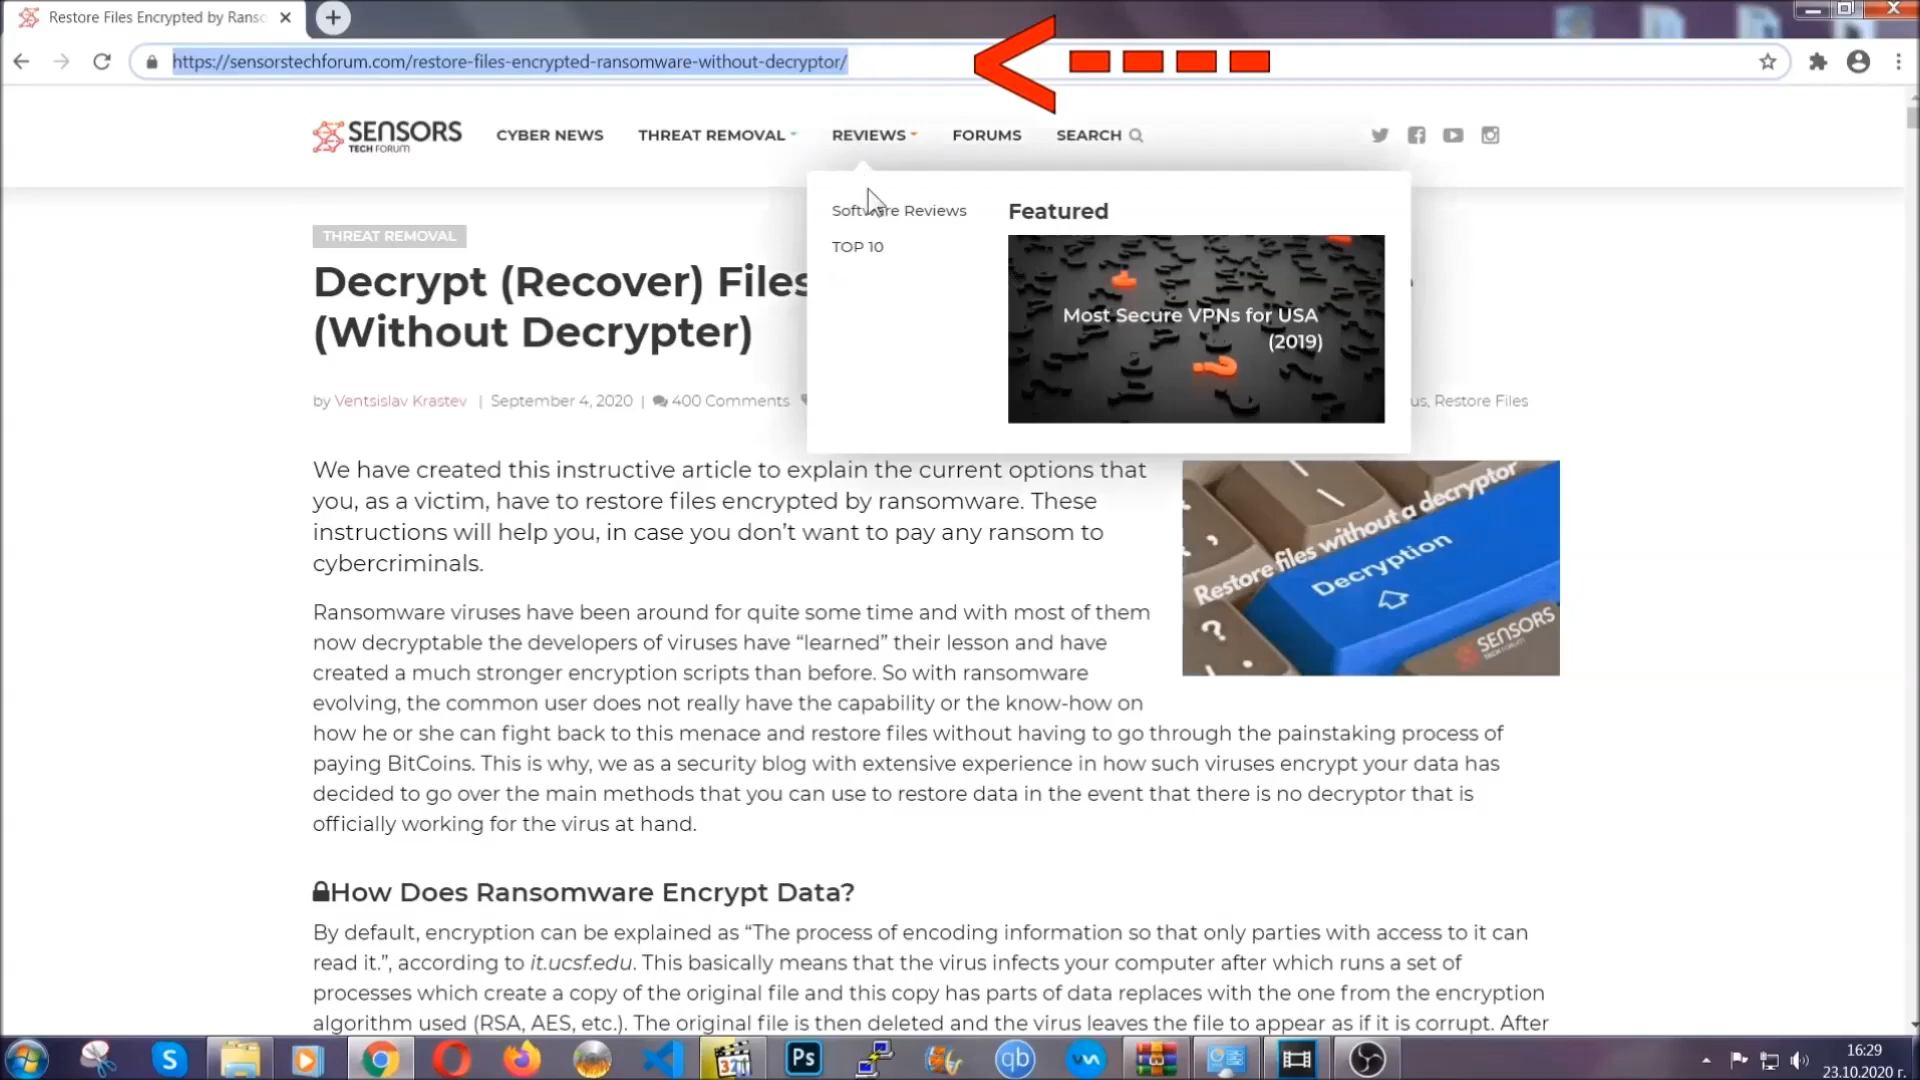 Restore Files Encrypted by Ranso
https://sensorstechforum.com/restore-files-encrypted-ransomware-without-decryptor/
SENSORS
TECH FORUM
CYBER NEWS
THREAT REMOVAL
REVIEWS
FORUMS
SEARCH
Software Reviews
TOP 10
Featured
Most Secure VPNs for USA
(2019)
THREAT REMOVAL
Decrypt (Recover) Files
(Without Decrypter)
by Ventsislav Krastev | September 4, 2020 | 400 Comments
us, Restore Files
We have created this instructive article to explain the current options that
you, as a victim, have to restore files encrypted by ransomware. These
instructions will help you, in case you don’t want to pay any ransom to
cybercriminals.
Restore files without a decryptor
Decryption
SENSORS
Ransomware viruses have been around for quite some time and with most of them
now decryptable the developers of viruses have “learned” their lesson and have
created a much stronger encryption scripts than before. So with ransomware
evolving, the common user does not really have the capability or the know-how on
how he or she can fight back to this menace and restore files without having to go through the painstaking process of
paying BitCoins. This is why, we as a security blog with extensive experience in how such viruses encrypt your data has
decided to go over the main methods that you can use to restore data in the event that there is no decryptor that is
officially working for the virus at hand.
How Does Ransomware Encrypt Data?
By default, encryption can be explained as “The process of encoding information so that only parties with access to it can
read it.”, according to it.ucsf.edu. This basically means that the virus infects your computer after which runs a set of
processes which create a copy of the original file and this copy has parts of data replaces with the one from the encryption
algorithm used (RSA, AES, etc.). The original file is then deleted and the virus leaves the file to appear as if it is corrupt. After
S
321
Ps
qb
16:29
23.10.2020 г.